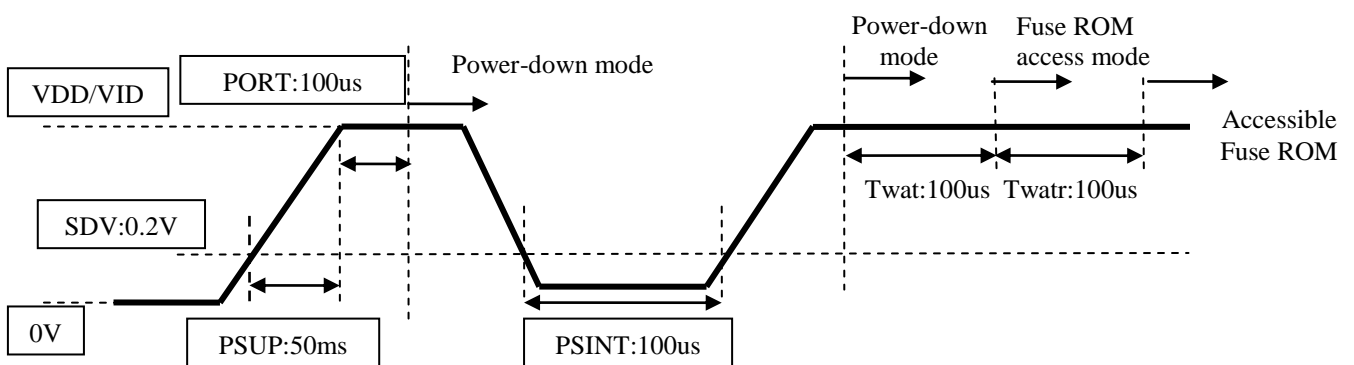 Power-down
mode
Fuse ROM
access mode
VDD/VID
PORT:100us
Power-down mode
Accessible
Fuse ROM
Twat:100us
Twatr:100us
SDV:0.2V
0V
PSUP:50ms
PSINT:100us